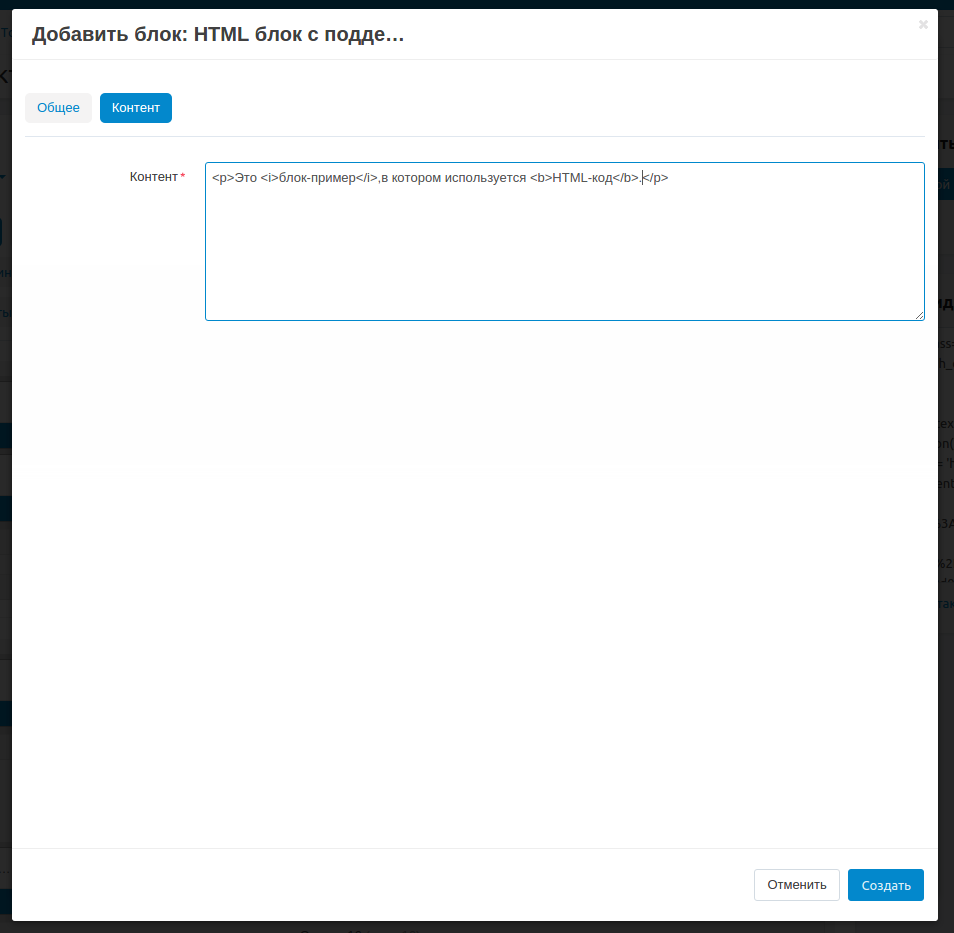 Добавить блок: HTML блок с подде...
Общее
Контент
Контент*
<p>Это <i>блок-пример</i>,в котором используется <b>HTML-код</b>.</p>
Отменить
Создать